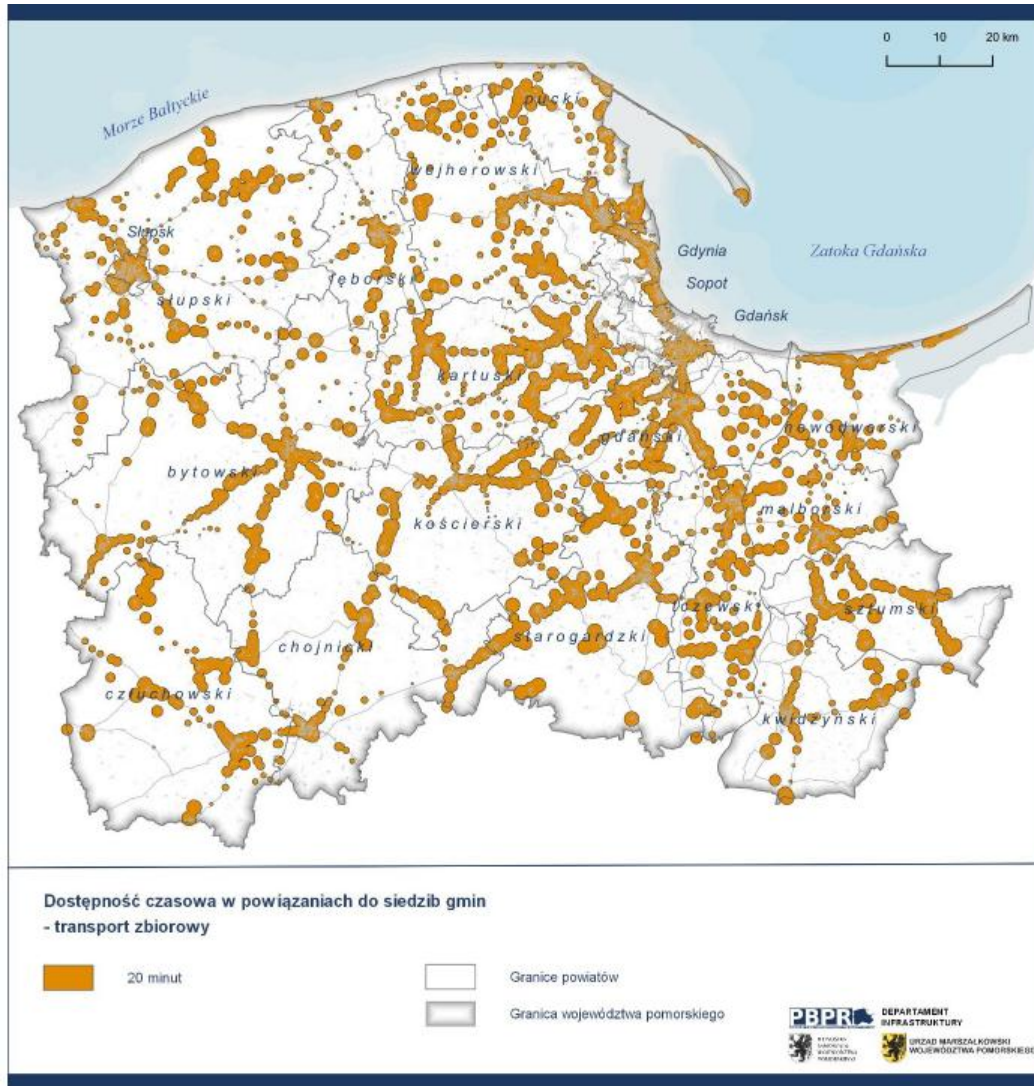 0 10 20 km
Morze Bałtyckie
pucki
wejherowski
Słupsk
Gdynia
Zatoka Gdańska
Sopot
lęborski
Gdańsk
słupski
kartuski
nowodworski
gdański
bytowski
malborski
kościerski
tczewski
sztumski
starogardzki
chojnicki
człuchowski
kwidzyński
Dostępność czasowa w powiązaniach do siedzib gmin
- transport zbiorowy
20 minut
Granice powiatów
Granica województwa pomorskiego
PBPR
DEPARTAMENT
INFRASTRUKTURY
URZĄD MARSZAŁKOWSKI
WOJEWÓDZTWA POMORSKIEGO